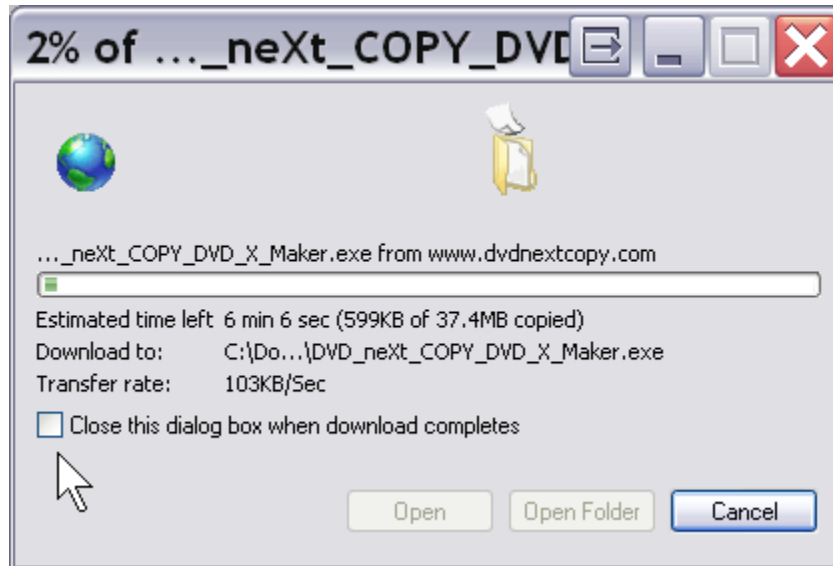 2% of ..._neXt_COPY_DVD
..._neXt_COPY_DVD_X_Maker.exe from www.dvdnextcopy.com
Estimated time left 6 min 6 sec (599KB of 37.4MB copied)
Download to: C:\Do...\DVD_neXt_COPY_DVD_X_Maker.exe
Transfer rate: 103KB/Sec
Close this dialog box when download completes
Open Open Folder Cancel